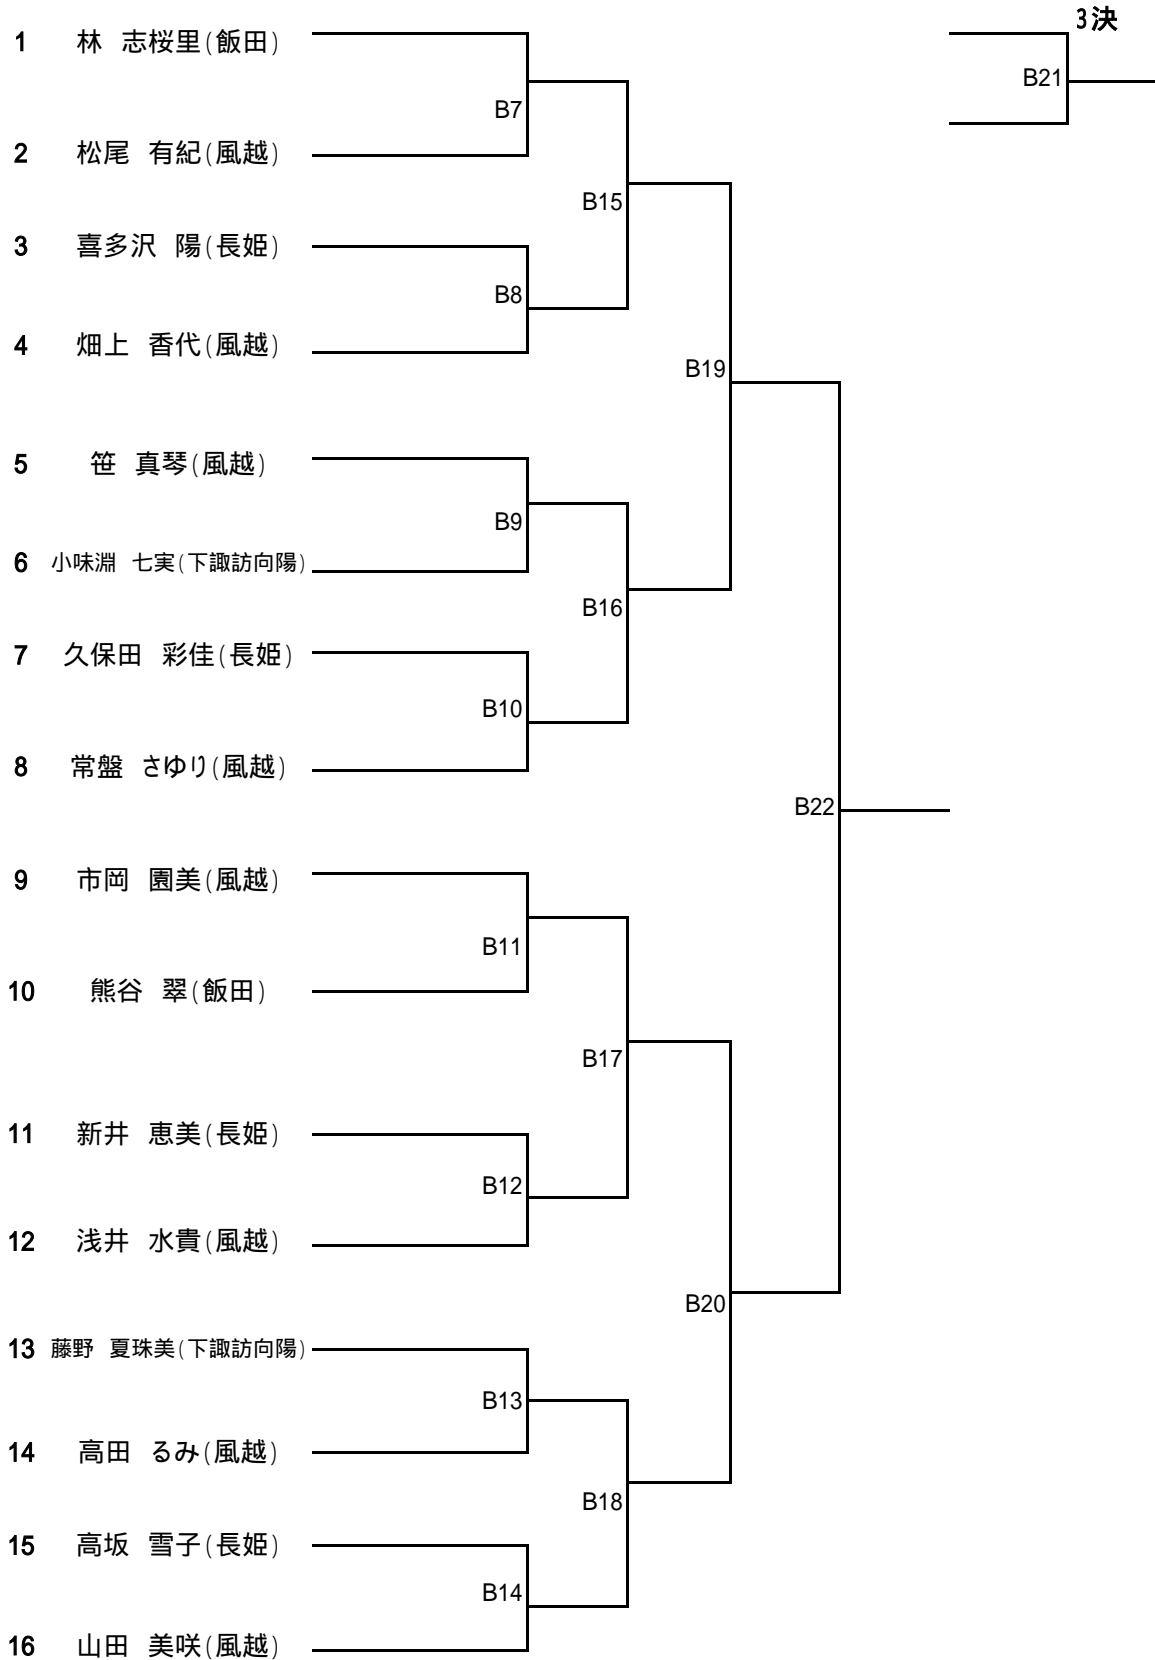 3決
1 林 志桜里(飯田)
B21
B7
2 松尾 有紀(風越)
B15
3 喜多沢 陽(長姫)
B8
4 畑上 香代(風越)
B19
5 笹 真琴(風越)
B9
6 小味淵 七実(下諏訪向陽)
B16
7 久保田 彩佳(長姫)
B10
8 常盤 さゆり(風越)
B22
9 市岡 園美(風越)
B11
10 熊谷 翠(飯田)
B17
11 新井 恵美(長姫)
B12
12 浅井 水貴(風越)
B20
13 藤野 夏珠美(下諏訪向陽)
B13
14 高田 るみ(風越)
B18
15 高坂 雪子(長姫)
B14
16 山田 美咲(風越)